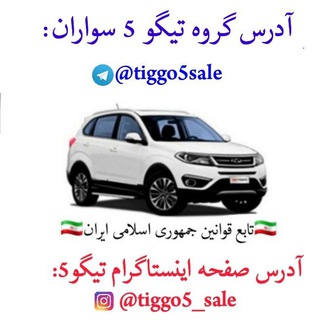 آدرس گروه تیگو 5 سواران:
@tiggo5sale
تابع قوانین جمهوری اسلامی ایران
آدرس صفحه اینستاگرام تیگو5:
@tiggo5_sale